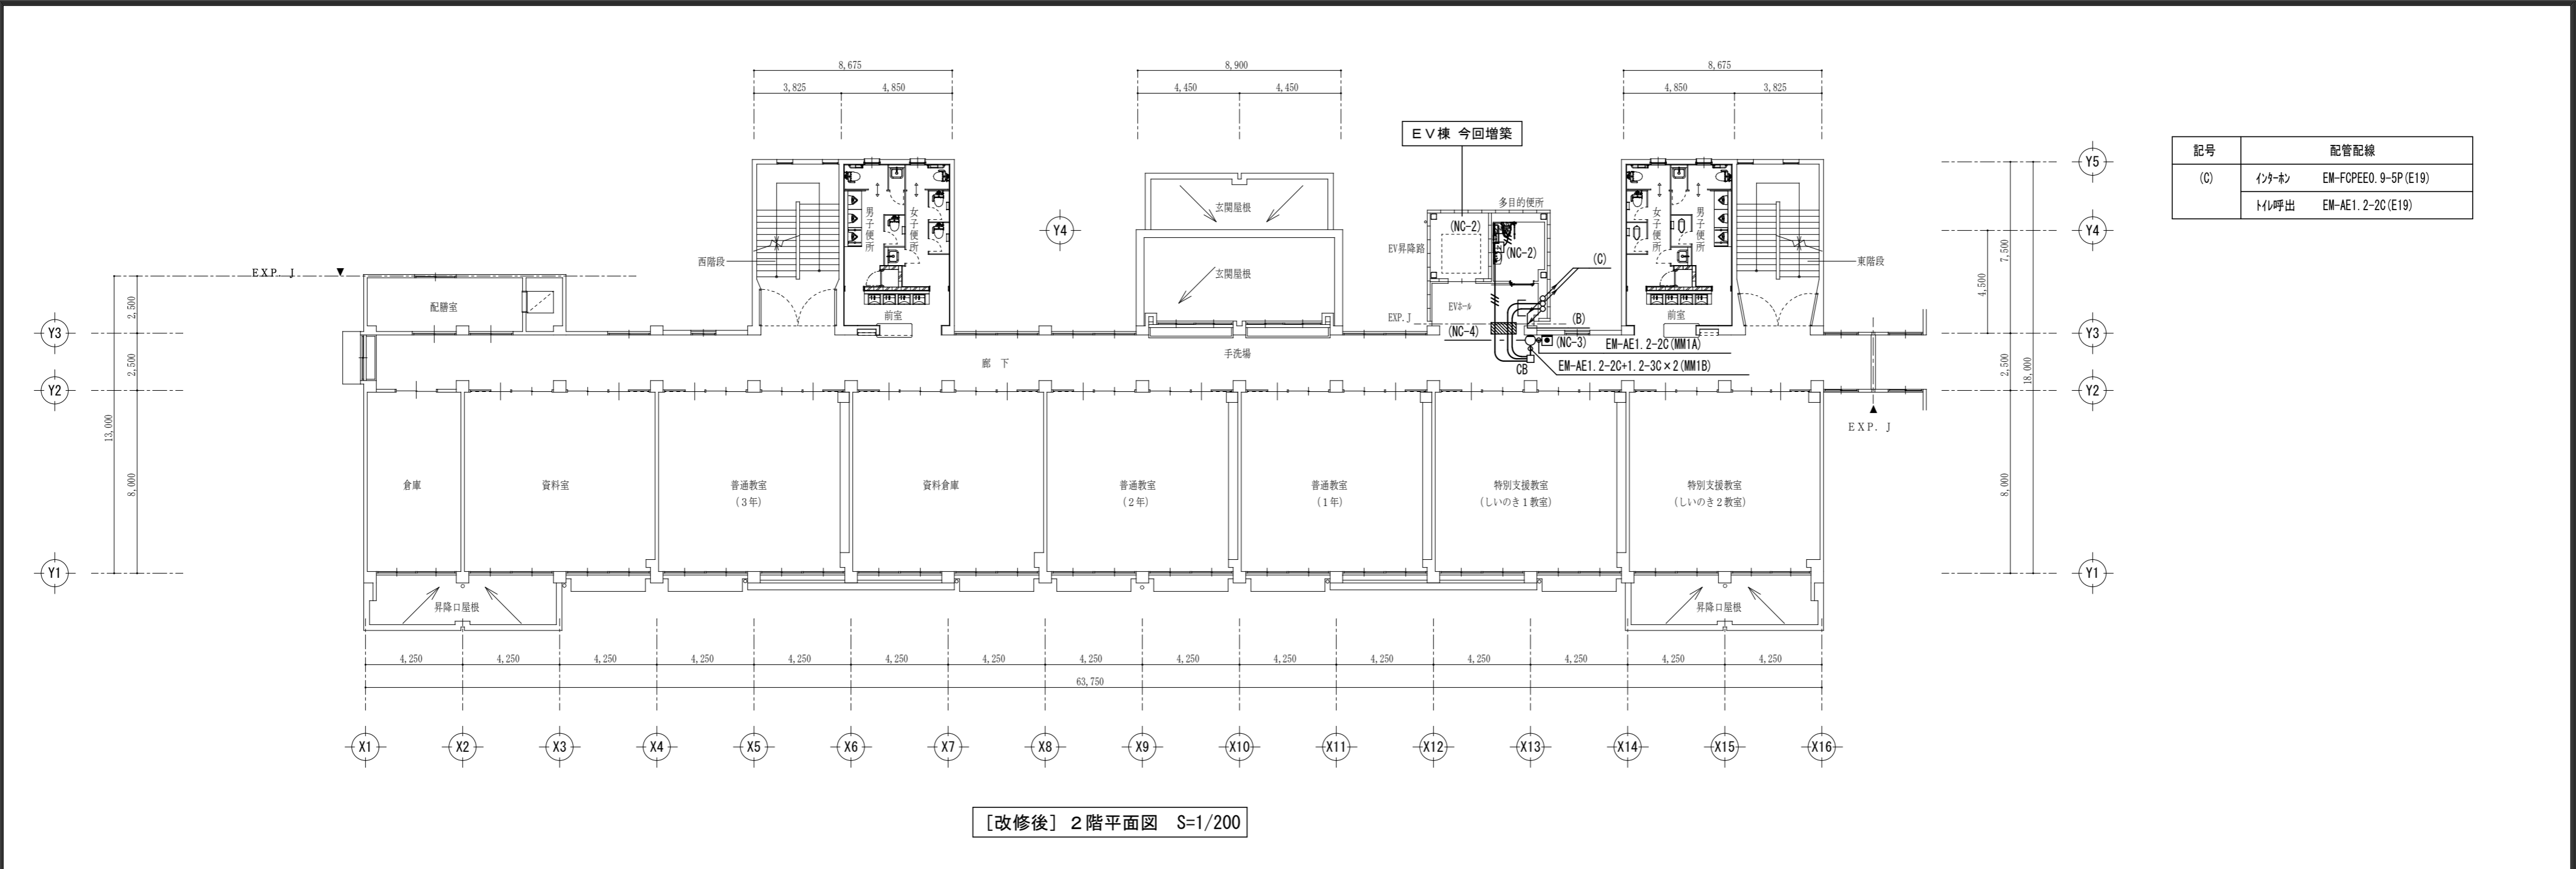 8,675
3,825 4,850
8,900
4,450 4,450
8,675
4,850 3,825
ＥＶ棟 今回増築
記号 配管配線
(C) ｲﾝﾀｰﾎﾝ EM-FCPEE0.9-5P(E19)
ﾄｲﾚ呼出 EM-AE1.2-2C(E19)
Y5
Y4
Y4
Y3
Y2
Y1
Y3
Y2
Y1
西階段
男子便所
女子便所
前室
玄関屋根
玄関屋根
多目的便所
(NC-2)
(NC-2)
EV昇降路
EVﾎｰﾙ
EXP.J
(C)
(B)
(NC-4)
(NC-3)
EM-AE1.2-2C(MM1A)
EM-AE1.2-2C+1.2-3C×2(MM1B)
CB
女子便所
男子便所
前室
東階段
EXP. J
配膳室
廊 下
手洗場
EXP. J
2,500
2,500
13,000
8,000
7,500
4,500
2,500
18,000
8,000
倉庫
資料室
普通教室
(３年)
資料倉庫
普通教室
(２年)
普通教室
(１年)
特別支援教室
(しいのき１教室)
特別支援教室
(しいのき２教室)
昇降口屋根
昇降口屋根
4,250 4,250 4,250 4,250 4,250 4,250 4,250 4,250 4,250 4,250 4,250 4,250 4,250 4,250 4,250
63,750
X1 X2 X3 X4 X5 X6 X7 X8 X9 X10 X11 X12 X13 X14 X15 X16
［改修後］２階平面図 S=1/200